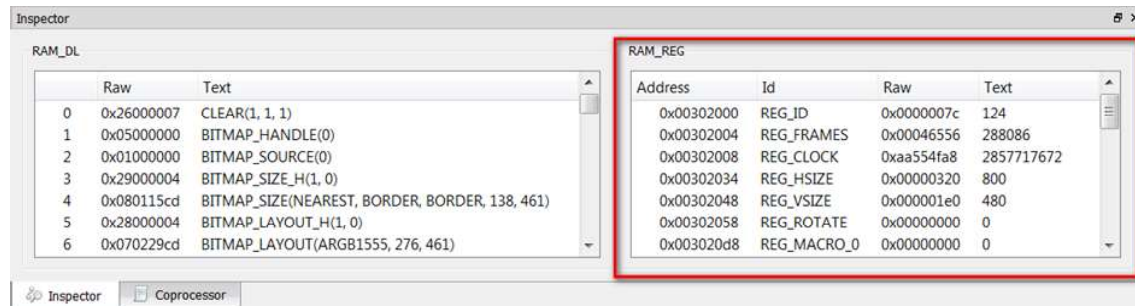 Inspector
RAM_DL
Raw Text
0 0x26000007 CLEAR(1, 1, 1)
1 0x05000000 BITMAP_HANDLE(0)
2 0x01000000 BITMAP_SOURCE(0)
3 0x29000004 BITMAP_SIZE_H(1, 0)
4 0x080115cd BITMAP_SIZE(NEAREST, BORDER, BORDER, 138, 461)
5 0x28000004 BITMAP_LAYOUT_H(1, 0)
6 0x070229cd BITMAP_LAYOUT(ARGB1555, 276, 461)
RAM_REG
Address Id Raw Text
0x00302000 REG_ID 0x0000007c 124
0x00302004 REG_FRAMES 0x00046556 288086
0x00302008 REG_CLOCK 0xaa554fa8 2857717672
0x00302034 REG_HSIZE 0x00000320 800
0x00302048 REG_VSIZE 0x000001e0 480
0x00302058 REG_ROTATE 0x00000000 0
0x003020d8 REG_MACRO_0 0x00000000 0
Inspector Coprocessor